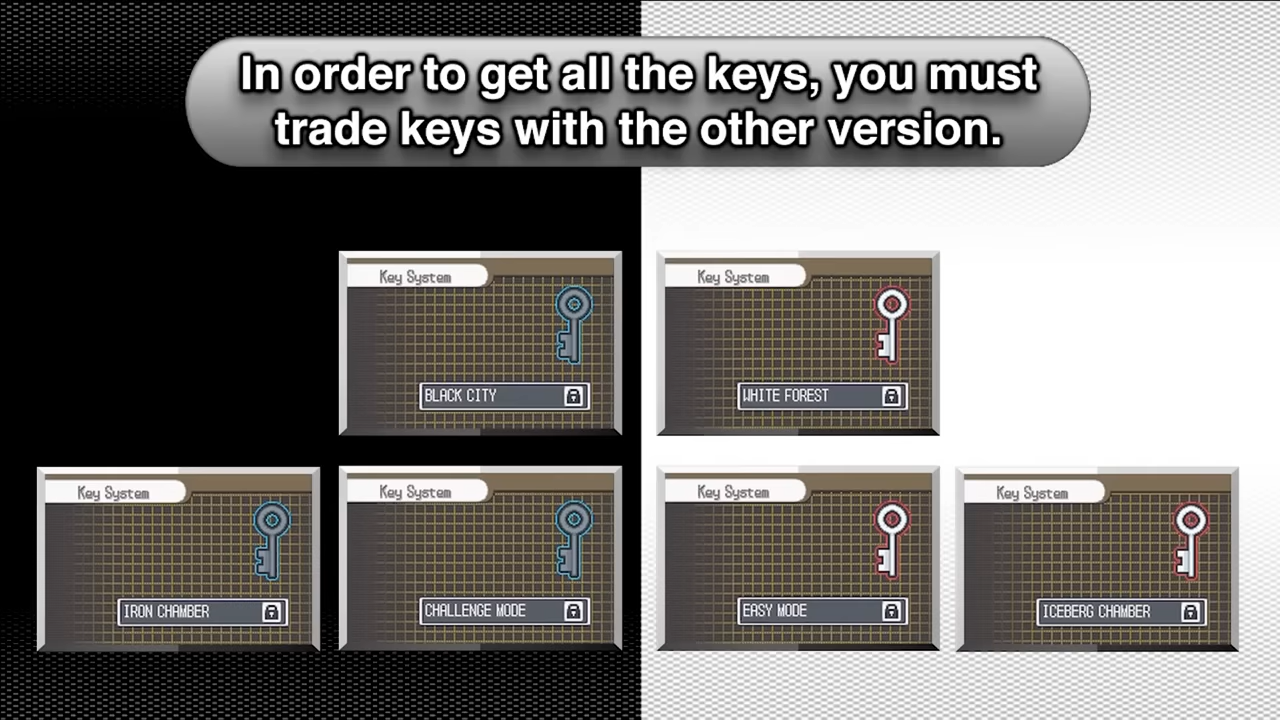 In order to get all the keys, you must
trade keys with the other version.
Key System
BLACK CITY
Key System
WHITE FOREST
Key System
IRON CHAMBER
Key System
CHALLENGE MODE
Key System
EASY MODE
Key System
ICEBERG CHAMBER